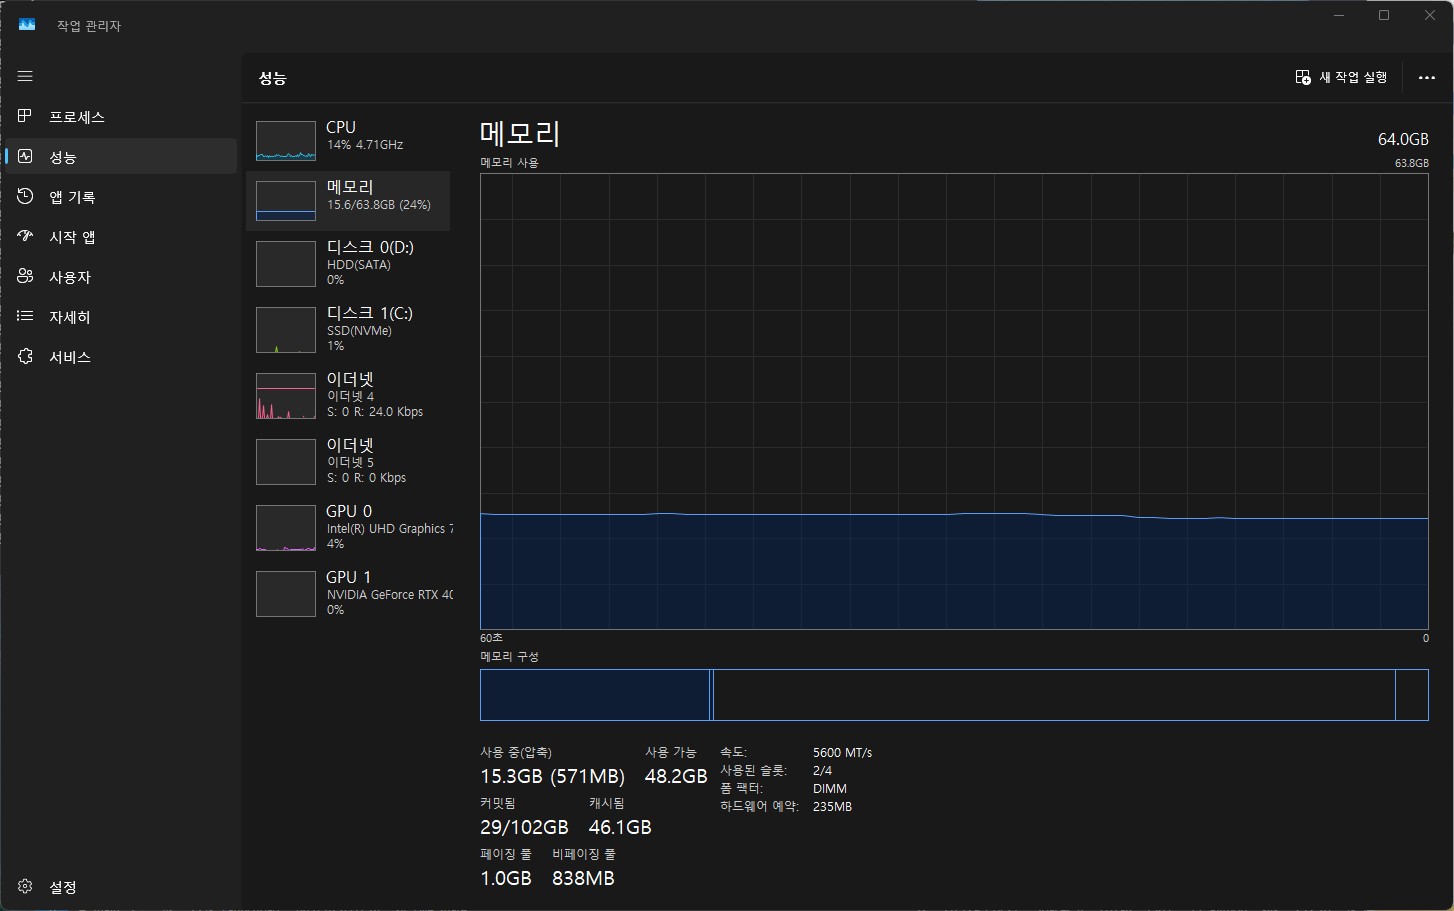 작업 관리자
성능
새 작업 실행
프로세스
성능
앱 기록
시작 앱
사용자
자세히
서비스
설정
CPU
14% 4.71GHz
메모리
15.6/63.8GB (24%)
디스크 0(D:)
HDD(SATA)
0%
디스크 1(C:)
SSD(NVMe)
1%
이더넷
이더넷 4
S: 0 R: 24.0 Kbps
이더넷
이더넷 5
S: 0 R: 0 Kbps
GPU 0
Intel(R) UHD Graphics 7
4%
GPU 1
NVIDIA GeForce RTX 40
0%
메모리
64.0GB
메모리 사용
63.8GB
60초
0
메모리 구성
사용 중(압축)
15.3GB (571MB)
사용 가능
48.2GB
커밋됨
29/102GB
캐시됨
46.1GB
페이징 풀
1.0GB
비페이징 풀
838MB
속도: 5600 MT/s
사용된 슬롯: 2/4
폼 팩터: DIMM
하드웨어 예약: 235MB